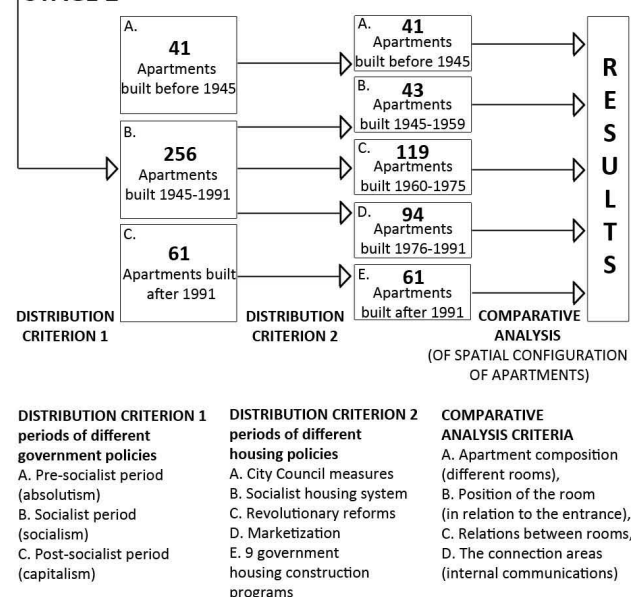 A.
41
Apartments
built before 1945
B.
256
Apartments
built 1945-1991
C.
61
Apartments built
after 1991
A.
41
Apartments
built before 1945
B.
43
Apartments
built 1945-1959
C.
119
Apartments
built 1960-1975
D.
94
Apartments
built 1976-1991
E.
61
Apartments
built after 1991
R
E
S
U
L
T
S
DISTRIBUTION
CRITERION 1
DISTRIBUTION
CRITERION 2
COMPARATIVE
ANALYSIS
(OF SPATIAL CONFIGURATION
OF APARTMENTS)
DISTRIBUTION CRITERION 1
periods of different
government policies
A. Pre-socialist period
(absolutism)
B. Socialist period
(socialism)
C. Post-socialist period
(capitalism)
DISTRIBUTION CRITERION 2
periods of different
housing policies
A. City Council measures
B. Socialist housing system
C. Revolutionary reforms
D. Marketization
E. 9 government
housing construction
programs
COMPARATIVE
ANALYSIS CRITERIA
A. Apartment composition
(different rooms),
B. Position of the room
(in relation to the entrance),
C. Relations between rooms,
D. The connection areas
(internal communications)